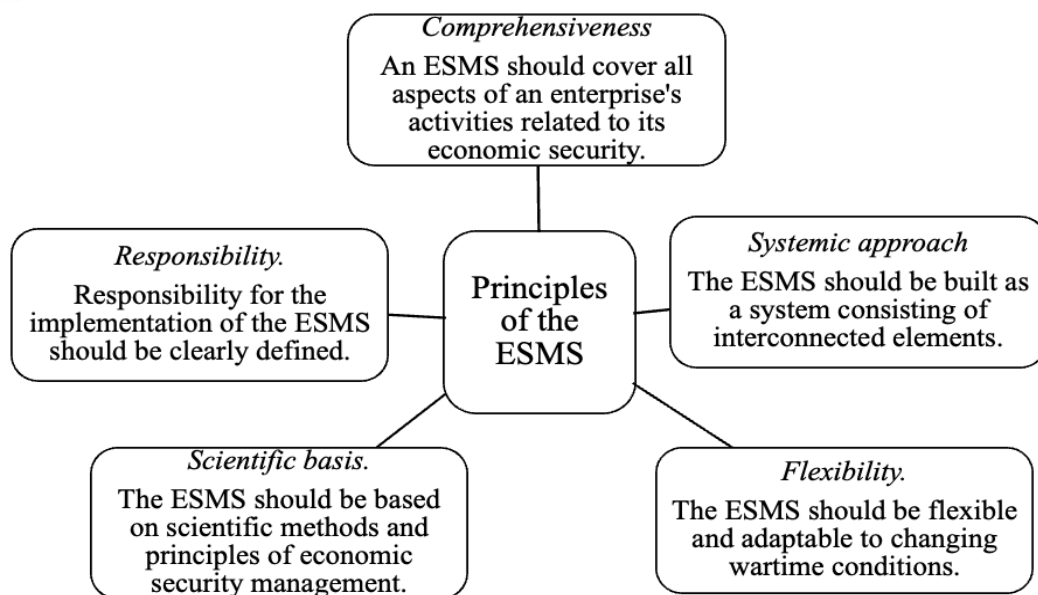 Comprehensiveness
An ESMS should cover all
aspects of an enterprise's
activities related to its
economic security.
Responsibility.
Responsibility for the
implementation of the ESMS
should be clearly defined.
Principles
of the
ESMS
Systemic approach
The ESMS should be built as
a system consisting of
interconnected elements.
Scientific basis.
The ESMS should be based
on scientific methods and
principles of economic
security management.
Flexibility.
The ESMS should be flexible
and adaptable to changing
wartime conditions.